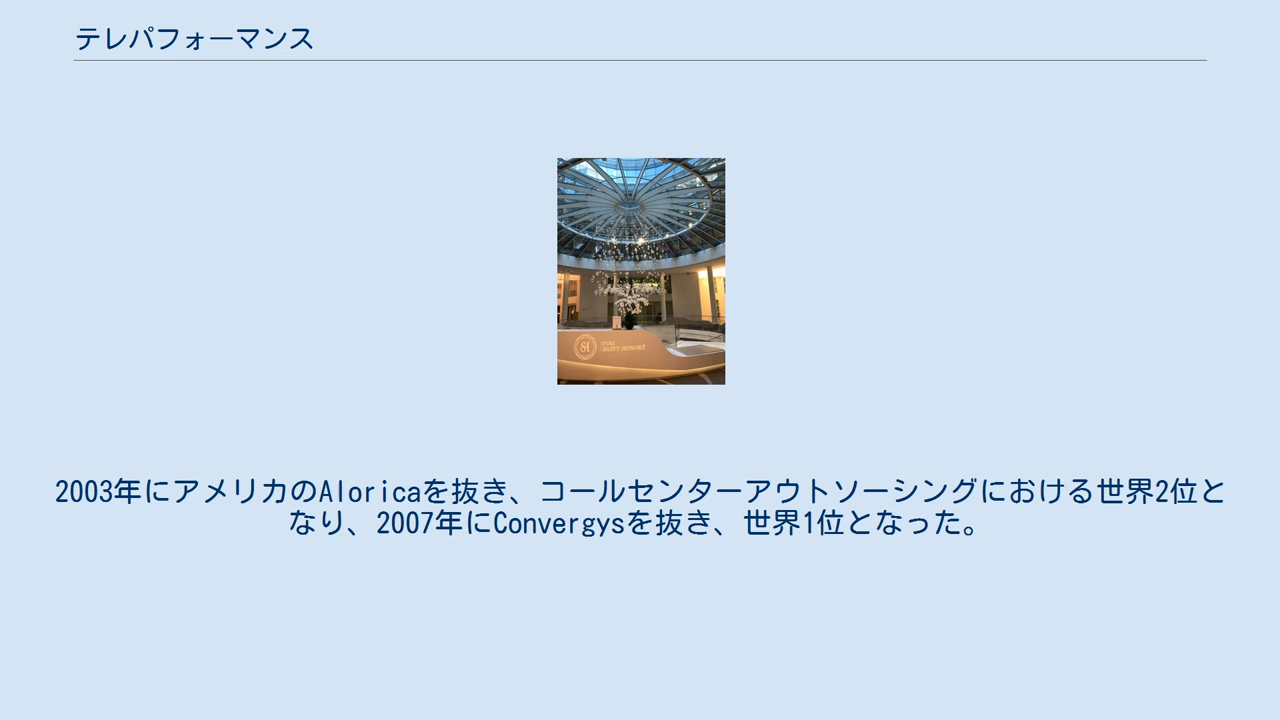 テレパフォーマンス
SH
SAINT-HONORÉ
2003年にアメリカのAloricaを抜き、コールセンターアウトソーシングにおける世界2位と
なり、2007年にConvergysを抜き、世界1位となった。